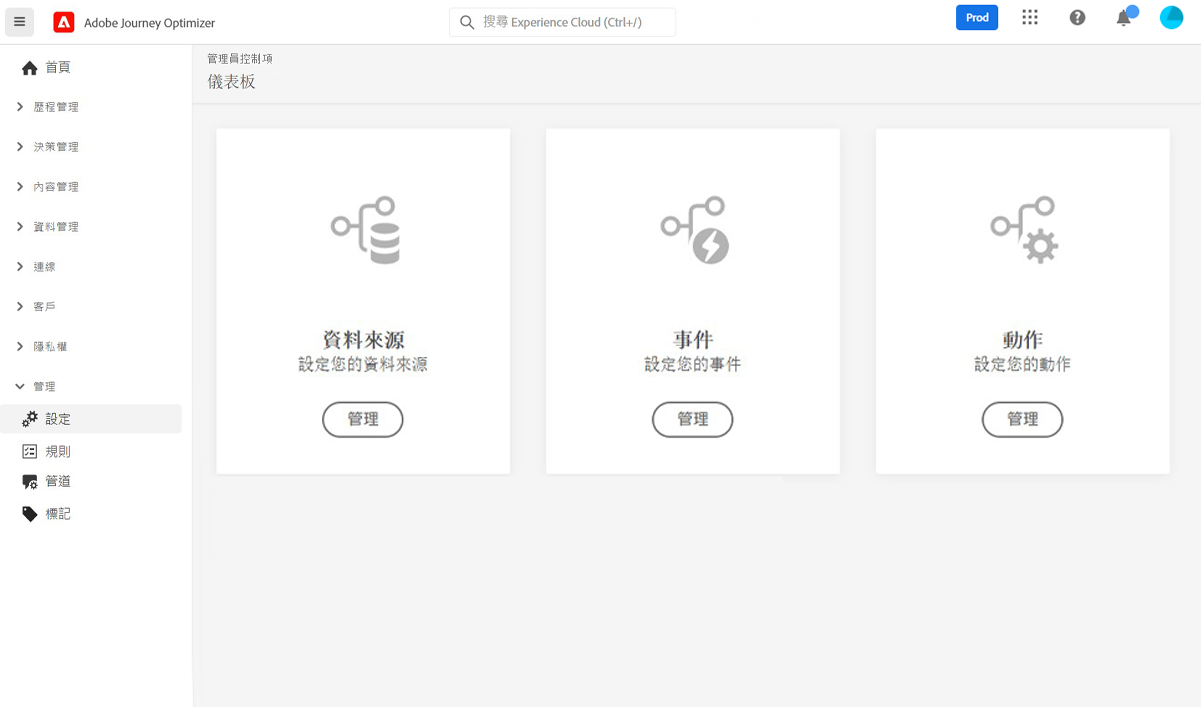 Adobe Journey Optimizer
搜尋 Experience Cloud (Ctrl+/)
Prod
首頁
歷程管理
決策管理
內容管理
資料管理
連線
客戶
隱私權
管理
設定
規則
管道
標記
管理員控制項
儀表板
資料來源
設定您的資料來源
管理
事件
設定您的事件
管理
動作
設定您的動作
管理